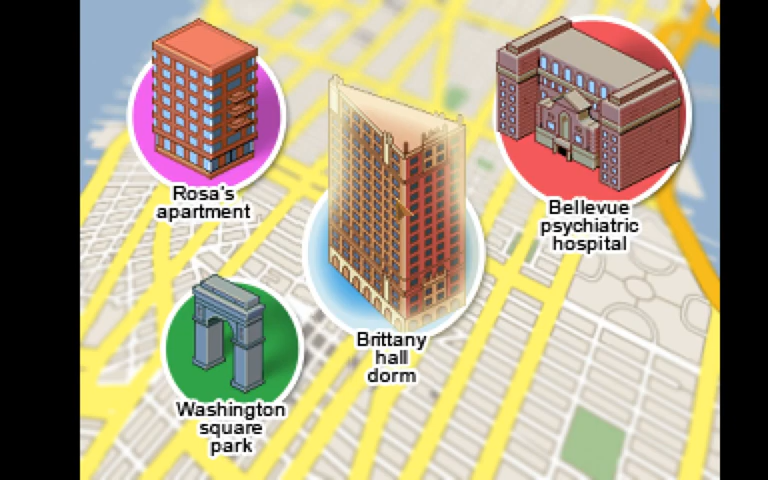 Rosa's
apartment
Bellevue
psychiatric
hospital
Brittany
hall
dorm
Washington
square
park